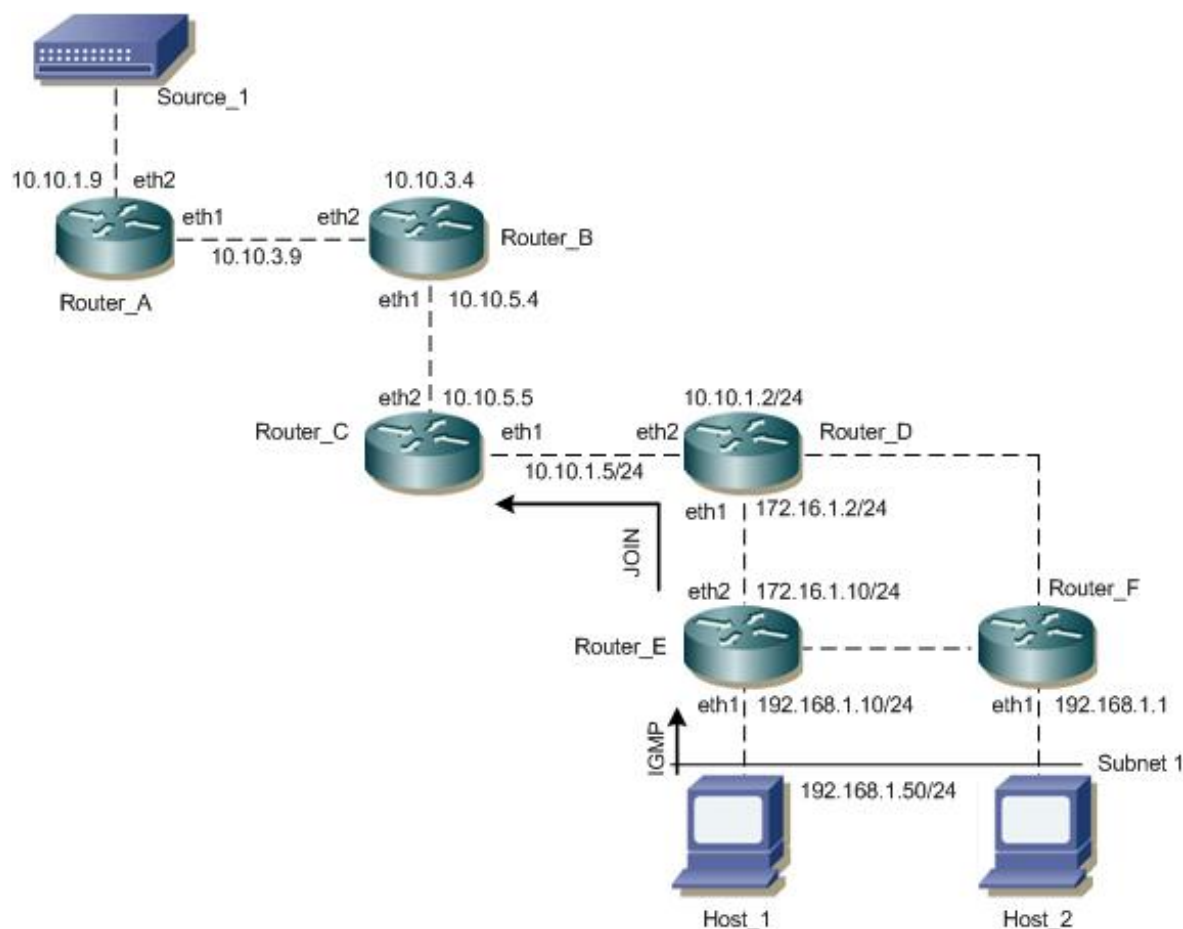 Source_1
10.10.1.9
eth2
10.10.3.4
eth1
eth2
Router_B
10.10.3.9
Router_A
eth1
10.10.5.4
eth2
10.10.5.5
10.10.1.2/24
Router_C
eth1
eth2
Router_D
10.10.1.5/24
eth1
172.16.1.2/24
JOIN
eth2
172.16.1.10/24
Router_F
Router_E
eth1
192.168.1.10/24
eth1
192.168.1.1
IGMP
Subnet 1
192.168.1.50/24
Host_1
Host_2